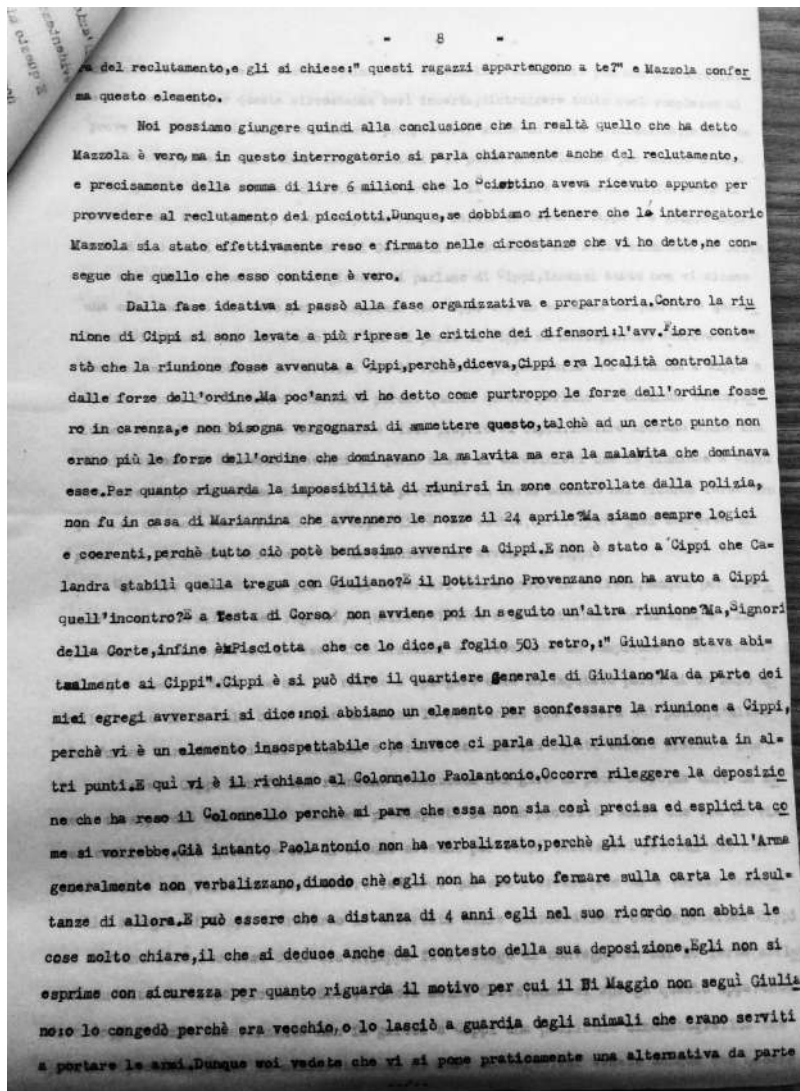 - 8 -
del reclutamento,e gli si chiese:" questi ragazzi appartengono a te?" e Mazzola confer
ma questo elemento.
Noi possiamo giungere quindi alla conclusione che in realtà quello che ha detto
Mazzola è vero,ma in questo interrogatorio si parla chiaramente anche del reclutamento,
e precisamente della somma di lire 6 milioni che lo Sciortino aveva ricevuto appunto per
provvedere al reclutamento dei picciotti.Dunque,se dobbiamo ritenere che lo interrogatorio
Mazzola sia stato effettivamente reso e firmato nelle circostanze che vi ho dette,ne con=
segue che quello che esso contiene è vero.
Dalla fase ideativa si passò alla fase organizzativa e preparatoria.Contro la riu
nione di Cippi si sono levate a più riprese le critiche dei difensori:l'avv.Fiore conte=
stò che la riunione fosse avvenuta a Cippi,perchè,diceva,Cippi era località controllata
dalle forze dell'ordine.Ma poc'anzi vi ho detto come purtroppo le forze dell'ordine fosse
ro in carenza,e non bisogna vergognarsi di ammettere questo,talchè ad un certo punto non
erano più le forze dell'ordine che dominavano la malavita ma era la malavita che dominava
esse.Per quanto riguarda la impossibilità di riunirsi in zone controllate dalla polizia,
non fu in casa di Mariannina che avvennero le nozze il 24 aprile?Ma siamo sempre logici
e coerenti,perchè tutto ciò potè benissimo avvenire a Cippi.E non è stato a Cippi che Ca=
landra stabilì quella tregua con Giuliano?E il Dottirino Provenzano non ha avuto a Cippi
quell'incontro?E a Testa di Corso non avviene poi in seguito un'altra riunione?Ma,Signori
della Corte,infine è Pisciotta che ce lo dice,a foglio 503 retro,:" Giuliano stava abi=
tualmente ai Cippi".Cippi è si può dire il quartiere generale di Giuliano"Ma da parte dei
miei egregi avversari si dice:noi abbiamo un elemento per sconfessare la riunione a Cippi,
perchè vi è un elemento insospettabile che invece ci parla della riunione avvenuta in al=
tri punti.E quì vi è il richiamo al Colonnello Paolantonio.Occorre rileggere la deposizio
ne che ha reso il Colonnello perchè mi pare che essa non sia così precisa ed esplicita co
me si vorrebbe.Già intanto Paolantonio non ha verbalizzato,perchè gli ufficiali dell'Arma
generalmente non verbalizzano,dimodo chè egli non ha potuto fermare sulla carta le risul=
tanze di allora.E può essere che a distanza di 4 anni egli nel suo ricordo non abbia le
cose molto chiare,il che si deduce anche dal contesto della sua deposizione.Egli non si
esprime con sicurezza per quanto riguarda il motivo per cui il Di Maggio non seguì Giulia
no:o lo congedò perchè era vecchio,o lo lasciò a guardia degli animali che erano serviti
a portare le armi.Dunque voi vedete che vi si pone praticamente una alternativa da parte